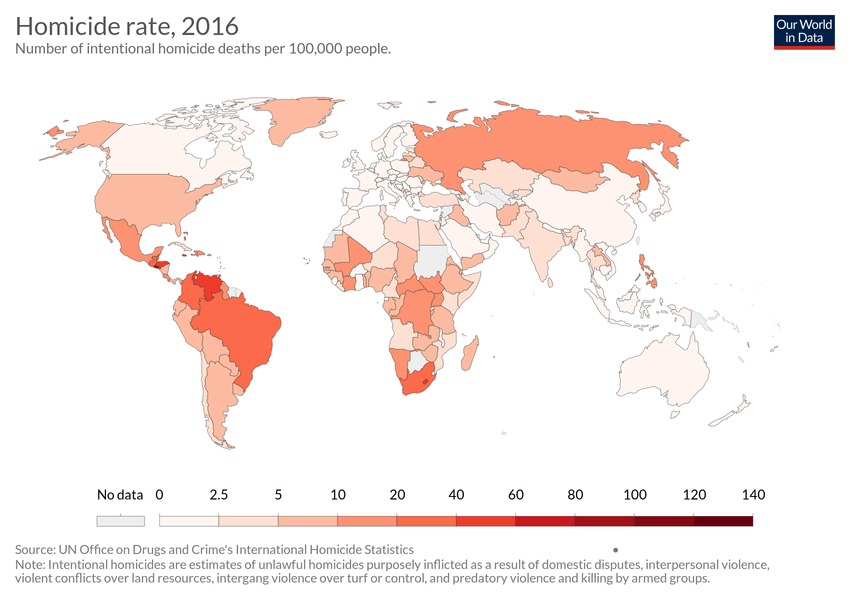 Homicide rate, 2016
Number of intentional homicide deaths per 100,000 people.
Our World
in Data
No data 0 2.5 5 10 20 40 60 80 100 120 140
Source: UN Office on Drugs and Crime's International Homicide Statistics •
Note: Intentional homicides are estimates of unlawful homicides purposely inflicted as a result of domestic disputes, interpersonal violence,
violent conflicts over land resources, intergang violence over turf or control, and predatory violence and killing by armed groups.